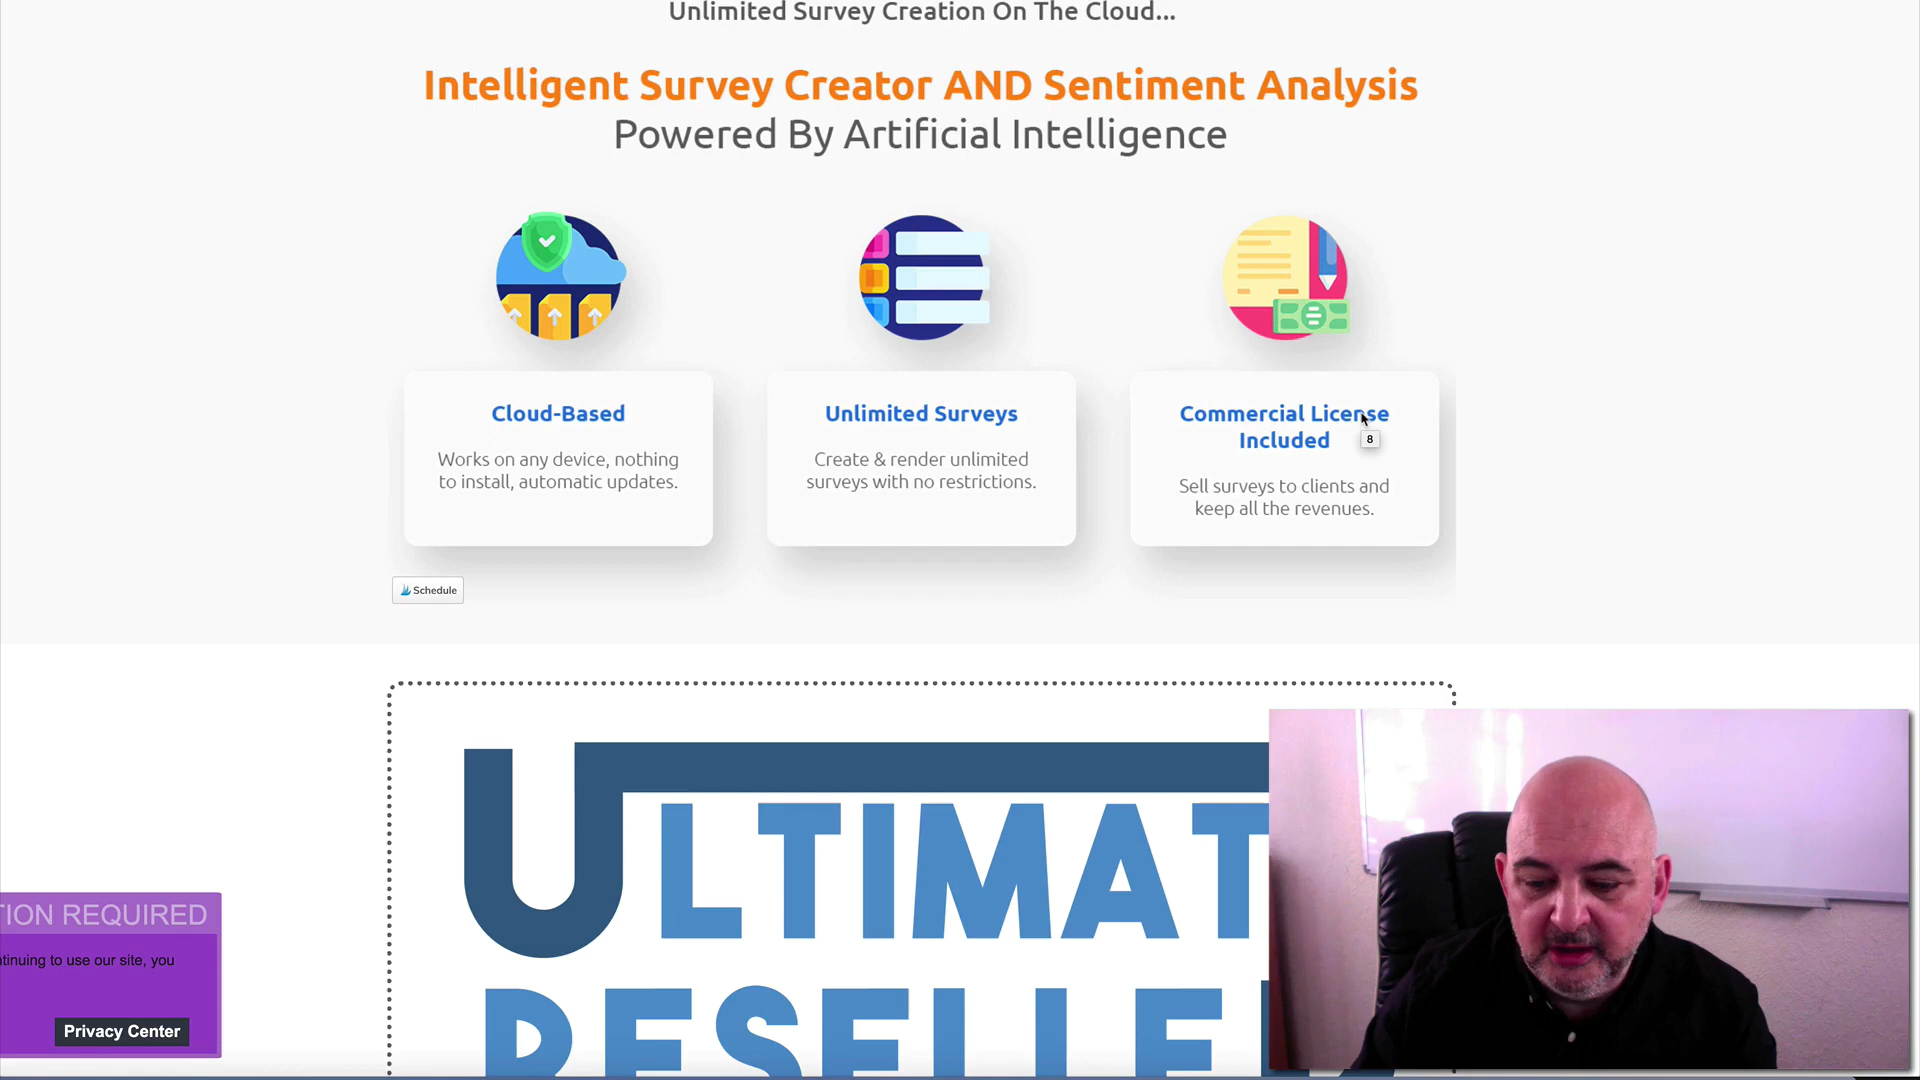 Unlimited Survey Creation On The Cloud...
Intelligent Survey Creator AND Sentiment Analysis
Powered By Artificial Intelligence
Cloud-Based
Works on any device, nothing
to install, automatic updates.
Unlimited Surveys
Create & render unlimited
surveys with no restrictions.
Commercial License
Included
8
Sell surveys to clients and
keep all the revenues.
Schedule
ULTIMAT
RESELLE
TION REQUIRED
ntinuing to use our site, you
Privacy Center